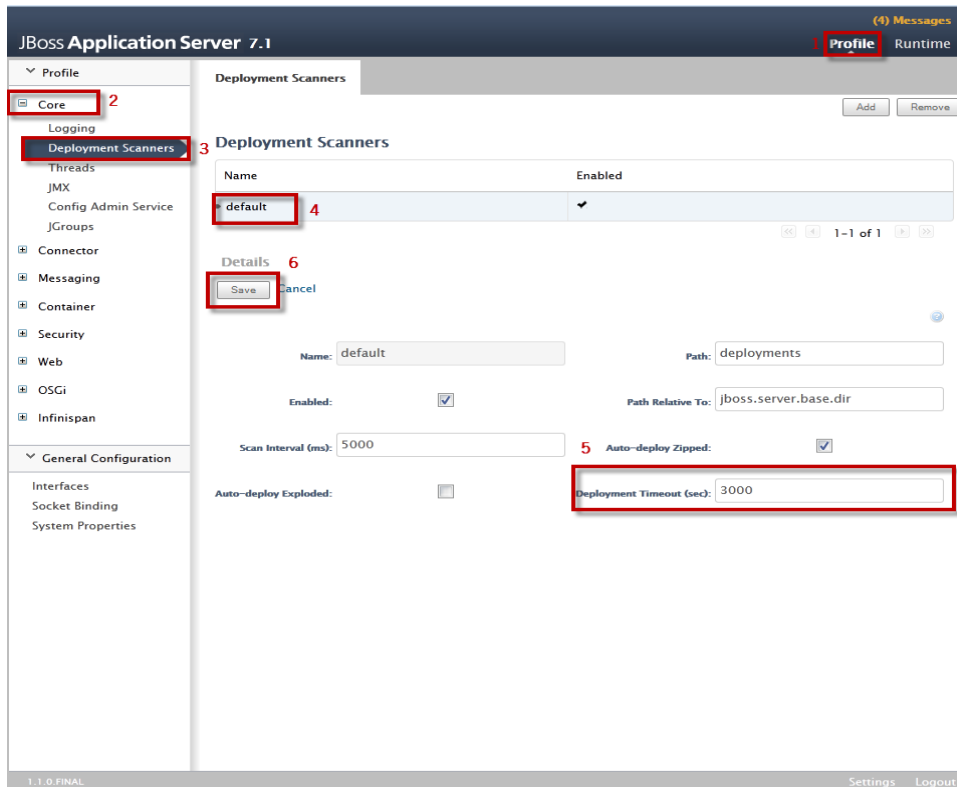 (4) Messages
JBoss Application Server 7.1
1 Profile Runtime
Profile
Core 2
Logging
Deployment Scanners 3
Threads
JMX
Config Admin Service
JGroups
Connector
Messaging
Container
Security
Web
OSGi
Infinispan
General Configuration
Interfaces
Socket Binding
System Properties
Deployment Scanners
Add Remove
Deployment Scanners
Name Enabled
default 4
1-1 of 1
Details 6
Save Cancel
Name: default Path: deployments
Enabled: Path Relative To: jboss.server.base.dir
Scan Interval (ms): 5000 5 Auto-deploy Zipped:
Auto-deploy Exploded: Deployment Timeout (sec): 3000
1.1.0.FINAL Settings Logout